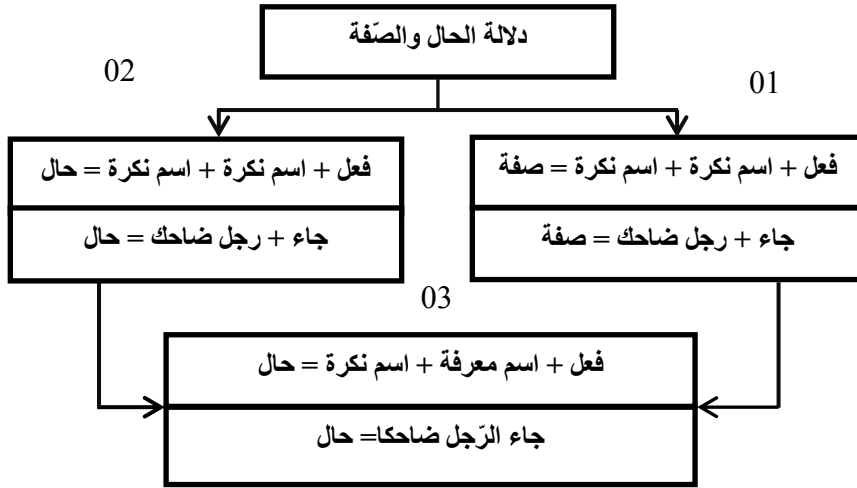 دلالة الحال والصّفة
01
02
فعل + اسم نكرة + اسم نكرة = صفة
جاء + رجل ضاحك = صفة
فعل + اسم نكرة + اسم نكرة = حال
جاء + رجل ضاحك = حال
03
فعل + اسم معرفة + اسم نكرة = حال
جاء الرّجل ضاحكا= حال